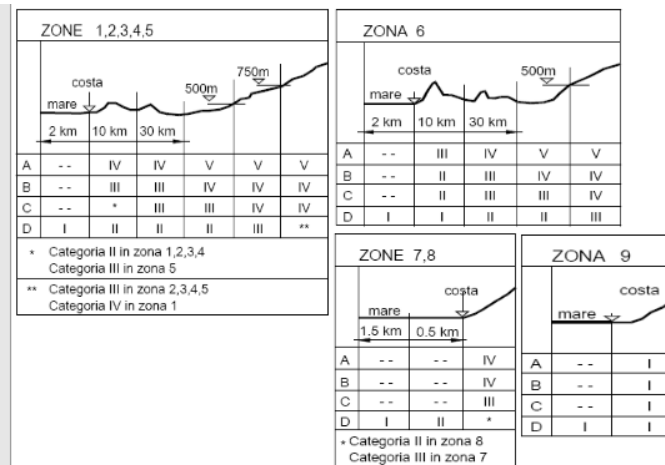 ZONE 1,2,3,4,5
750m
costa
500m
mare
2 km 10 km 30 km
A -- IV IV V V V
B -- III III IV IV IV
C -- * III III IV IV
D I II II II III **
* Categoria II in zona 1,2,3,4
Categoria III in zona 5
** Categoria III in zona 2,3,4,5
Categoria IV in zona 1
ZONA 6
costa
500m
mare
2 km 10 km 30 km
A -- III IV V V
B -- II III IV IV
C -- II III III IV
D I I II II III
ZONE 7,8
costa
mare
1.5 km 0.5 km
A -- -- IV
B -- -- IV
C -- -- III
D I II *
* Categoria II in zona 8
Categoria III in zona 7
ZONA 9
costa
mare
A -- I
B -- I
C -- I
D I I